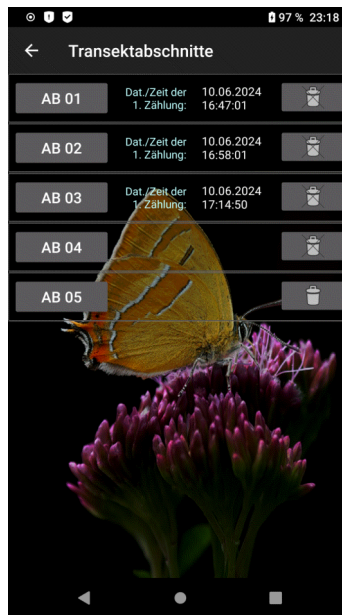 97 % 23:18
Transektabschnitte
AB 01 Dat./Zeit der 10.06.2024
1. Zählung: 16:47:01
AB 02 Dat./Zeit der 10.06.2024
1. Zählung: 16:58:01
AB 03 Dat./Zeit der 10.06.2024
1. Zählung: 17:14:50
AB 04
AB 05